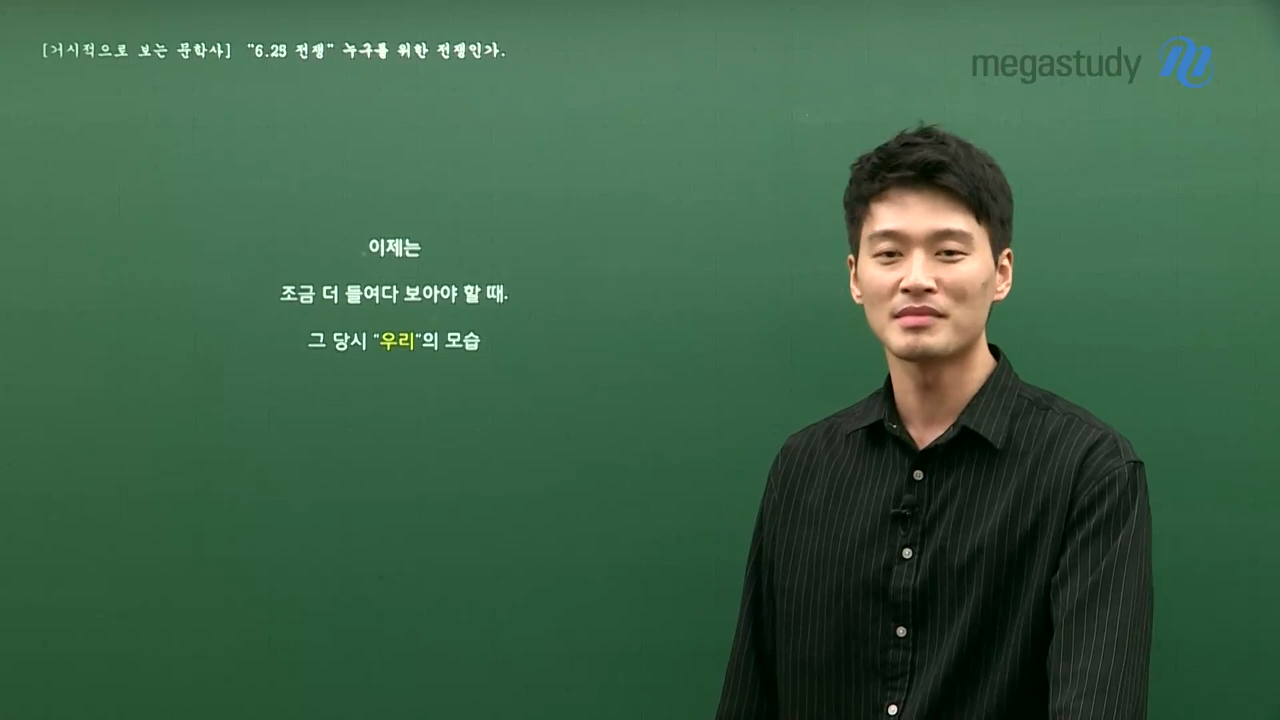 [거시적으로 보는 문학사] "6.25 전쟁" 누구를 위한 전쟁인가.
megastudy
이제는
조금 더 들여다 보아야 할 때.
그 당시 "우리"의 모습